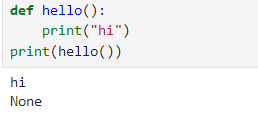 def hello():
    print("hi")
print(hello())
hi
None